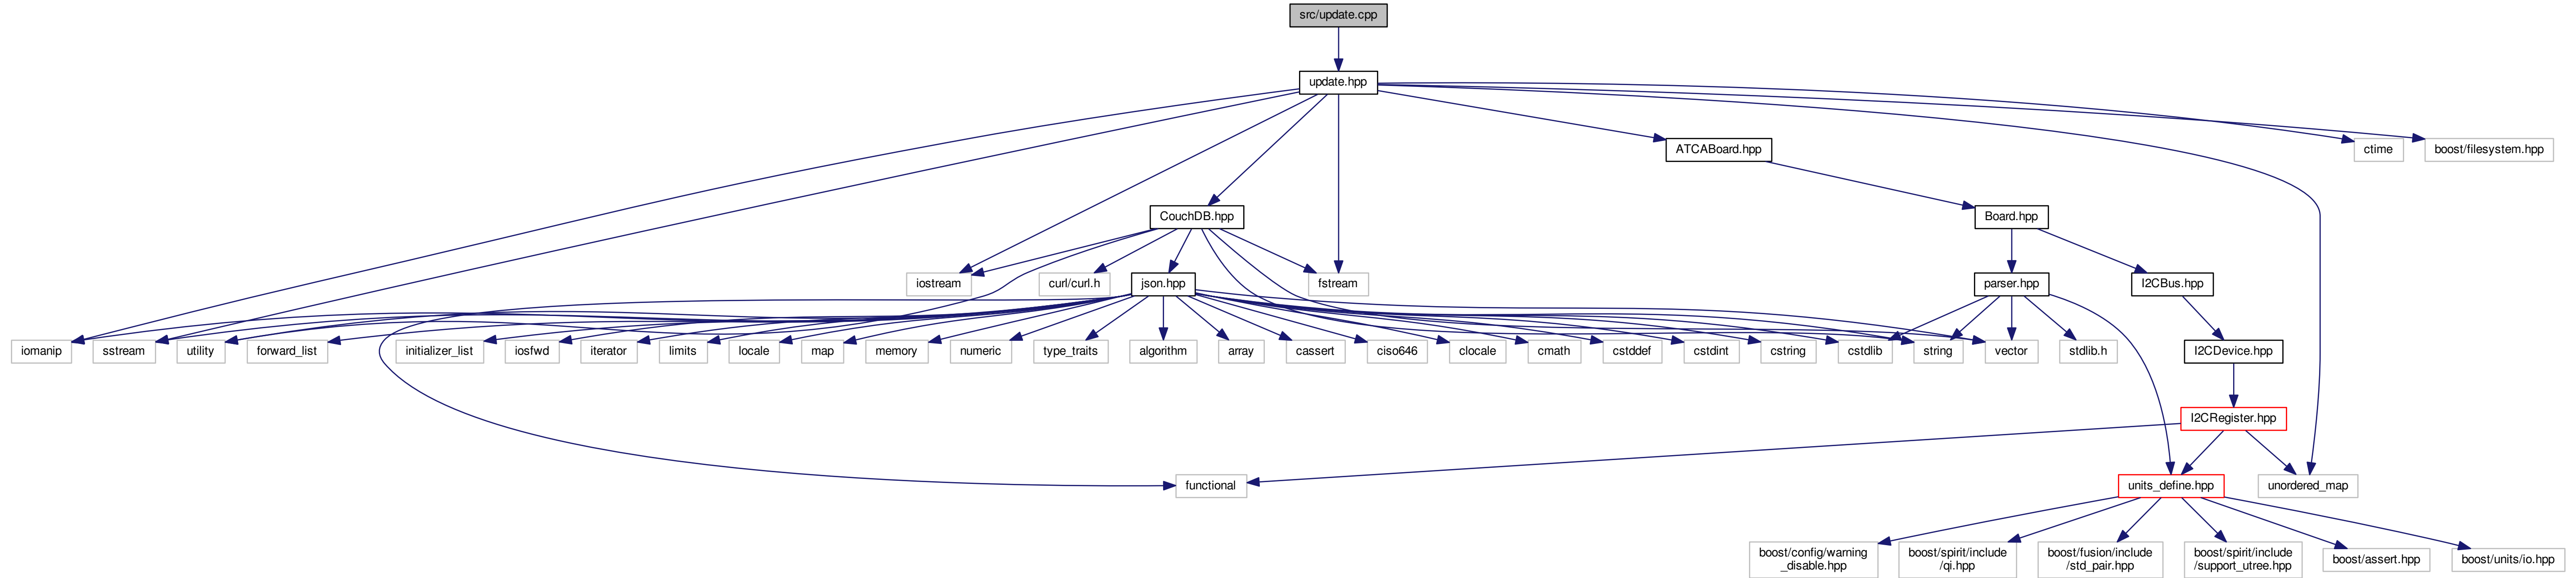 src/update.cpp
update.hpp
ATCABoard.hpp
ctime
boost/filesystem.hpp
CouchDB.hpp
Board.hpp
iostream
curl/curl.h
json.hpp
fstream
parser.hpp
I2CBus.hpp
iomanip
sstream
utility
forward_list
initializer_list
iosfwd
iterator
limits
locale
map
memory
numeric
type_traits
algorithm
array
cassert
ciso646
clocale
cmath
cstddef
cstdint
cstring
cstdlib
string
vector
stdlib.h
I2CDevice.hpp
I2CRegister.hpp
functional
units_define.hpp
unordered_map
boost/config/warning
_disable.hpp
boost/spirit/include
/qi.hpp
boost/fusion/include
/std_pair.hpp
boost/spirit/include
/support_utree.hpp
boost/assert.hpp
boost/units/io.hpp